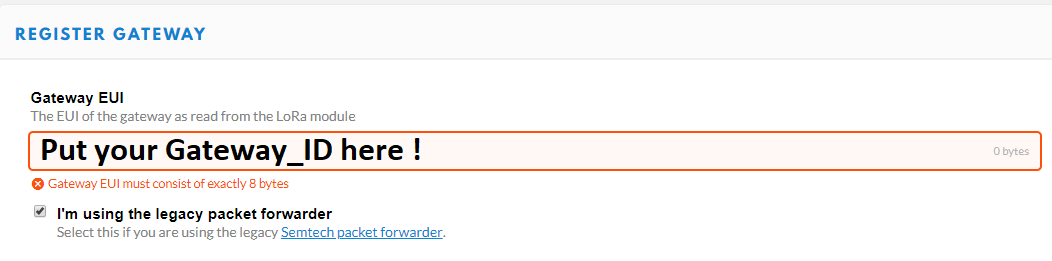 REGISTER GATEWAY
Gateway EUI
The EUI of the gateway as read from the LoRa module
Put your Gateway_ID here !
0 bytes
Gateway EUI must consist of exactly 8 bytes
I'm using the legacy packet forwarder
Select this if you are using the legacy Semtech packet forwarder.